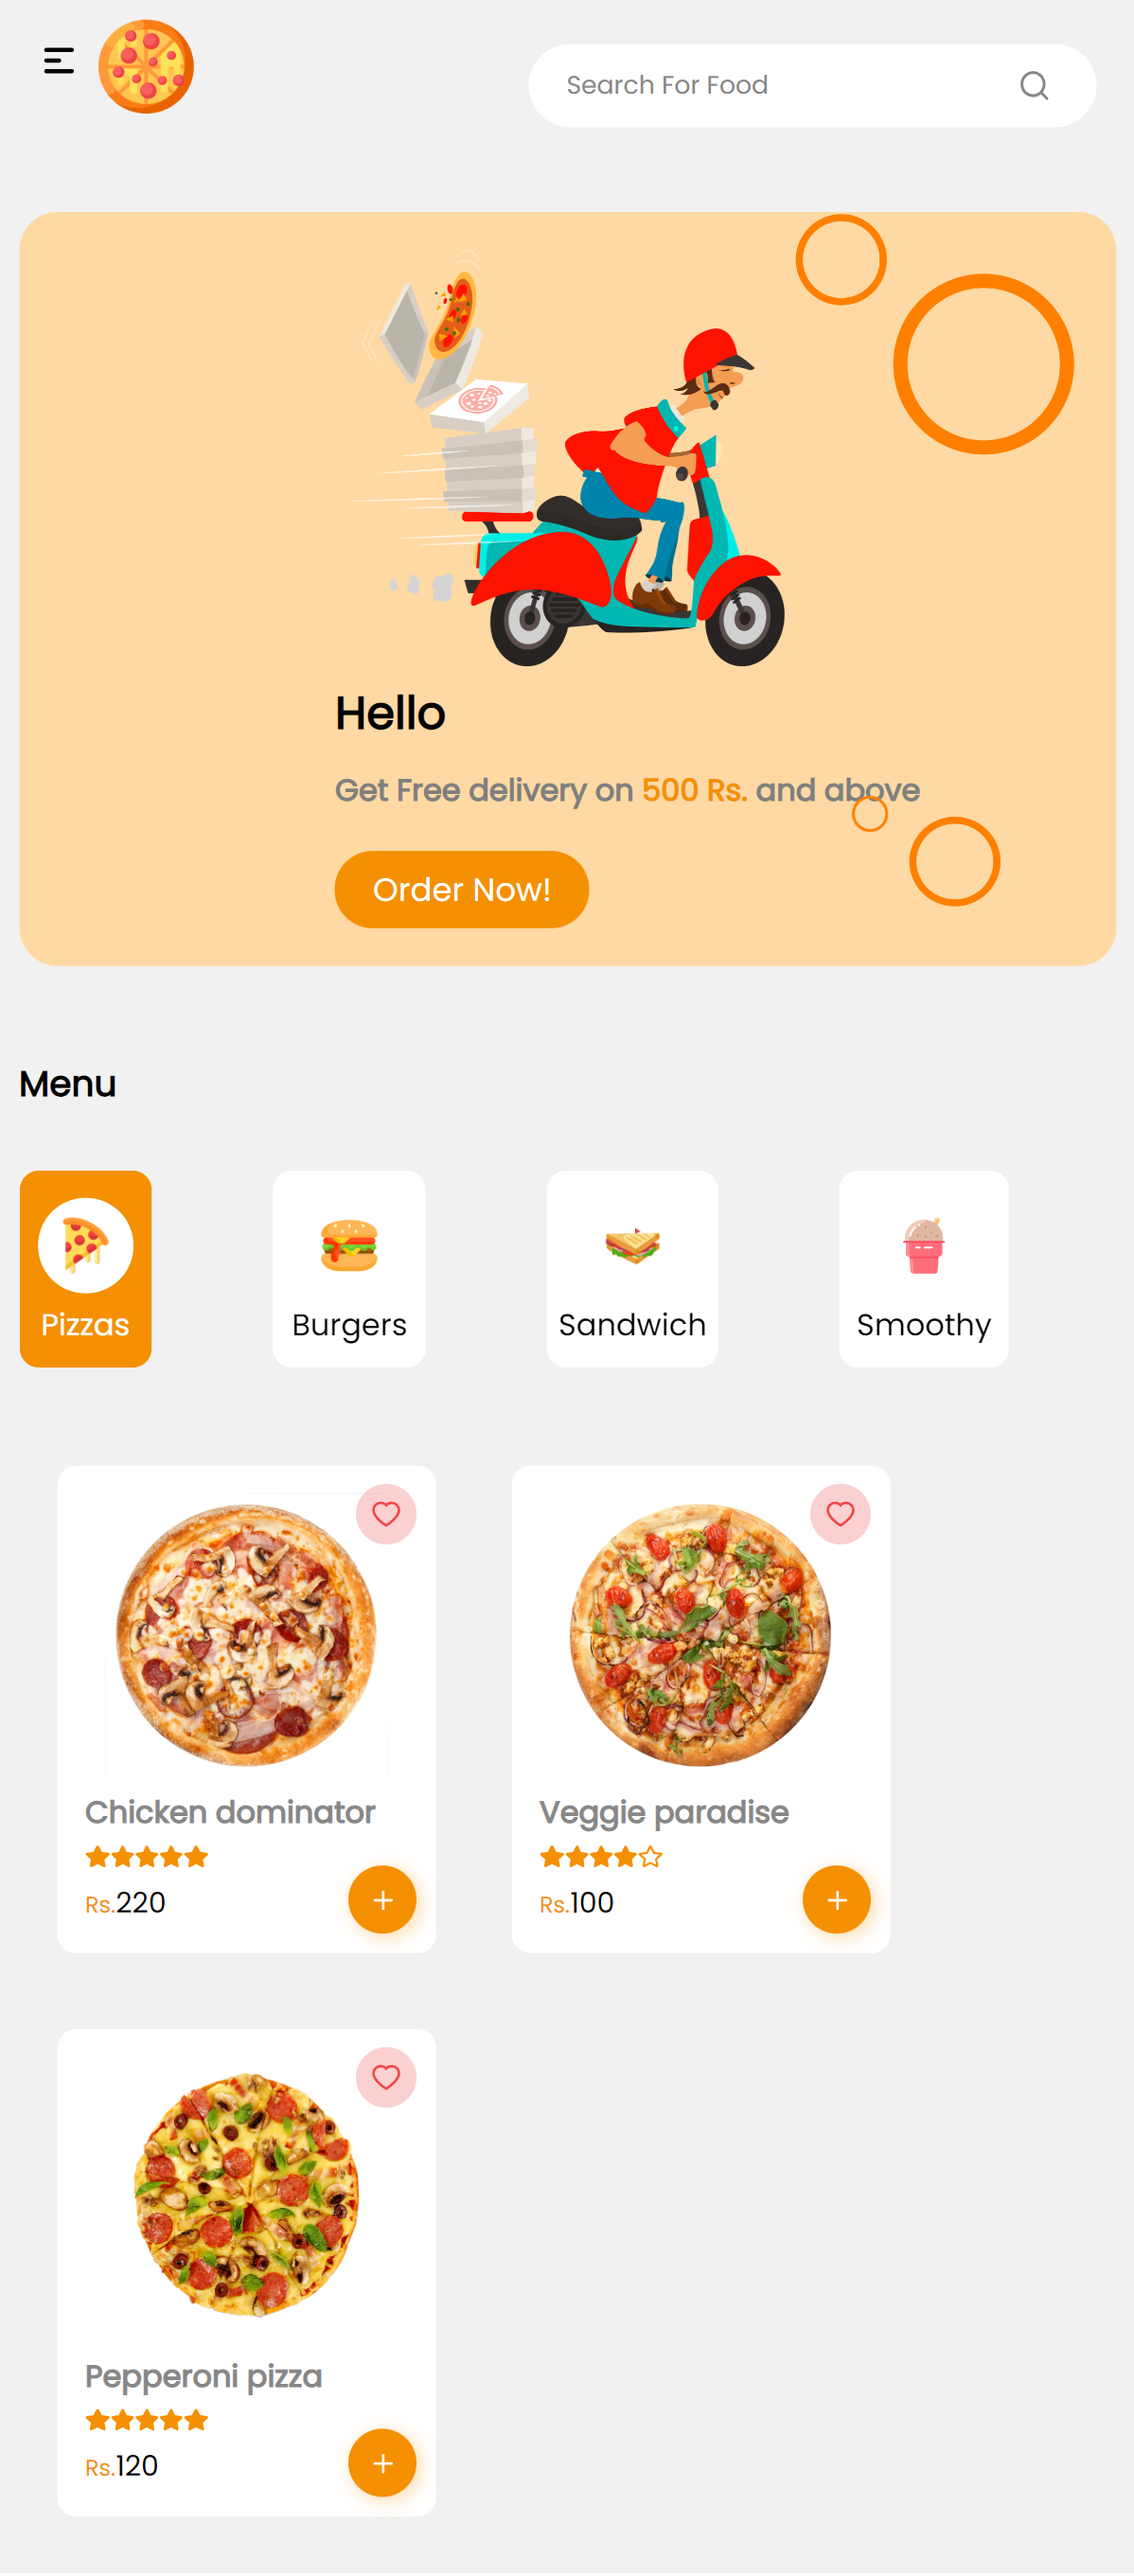 Search For Food
Hello
Get Free delivery on 500 Rs. and above
Order Now!
Menu
Pizzas
Burgers
Sandwich
Smoothy
Chicken dominator
Rs.220
Veggie paradise
Rs.100
Pepperoni pizza
Rs.120